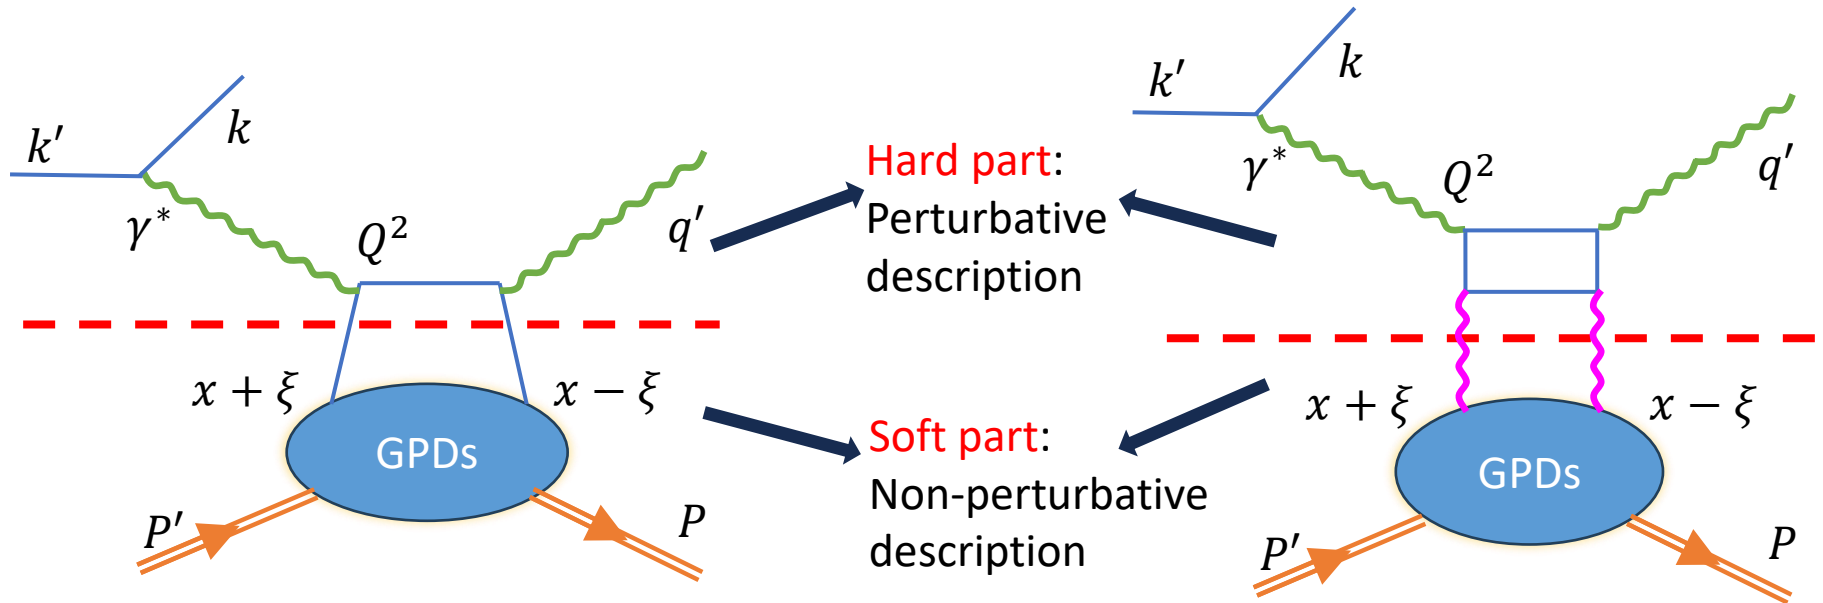 k′
k
γ*
Q²
q′
x + ξ
x − ξ
GPDs
P′
P
Hard part:
Perturbative
description
Soft part:
Non-perturbative
description
k′
k
γ*
Q²
q′
x + ξ
x − ξ
GPDs
P′
P